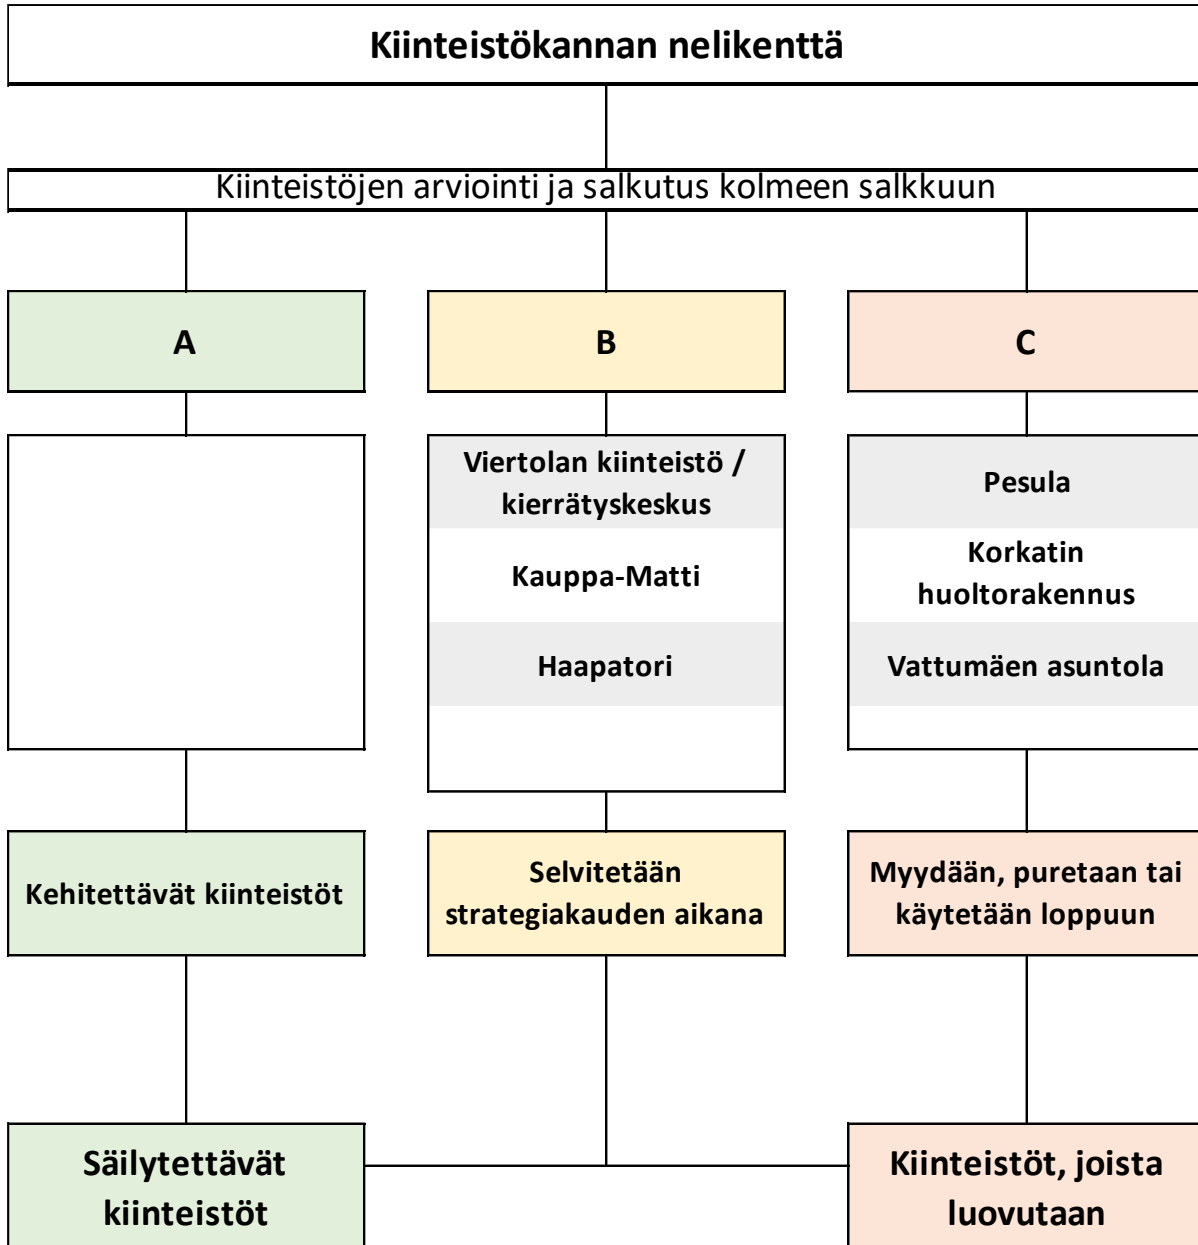 Kiinteistökannan nelikenttä
Kiinteistöjen arviointi ja salkutus kolmeen salkkuun
A
B
C
Viertolan kiinteistö /
kierrätyskeskus
Kauppa-Matti
Haapatori
Pesula
Korkatin
huoltorakennus
Vattumäen asuntola
Kehitettävät kiinteistöt
Selvitetään
strategiakauden aikana
Myydään, puretaan tai
käytetään loppuun
Säilytettävät
kiinteistöt
Kiinteistöt, joista
luovutaan